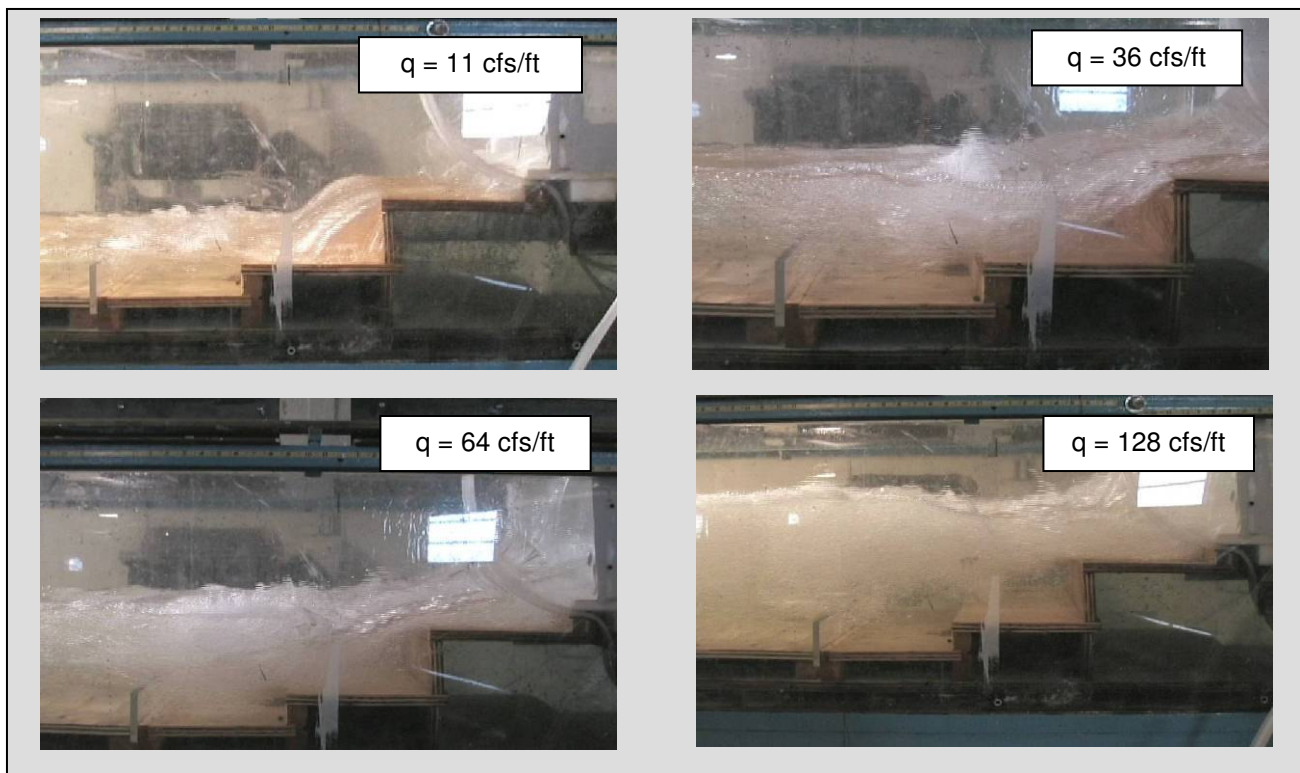 q = 11 cfs/ft
q = 36 cfs/ft
q = 64 cfs/ft
q = 128 cfs/ft